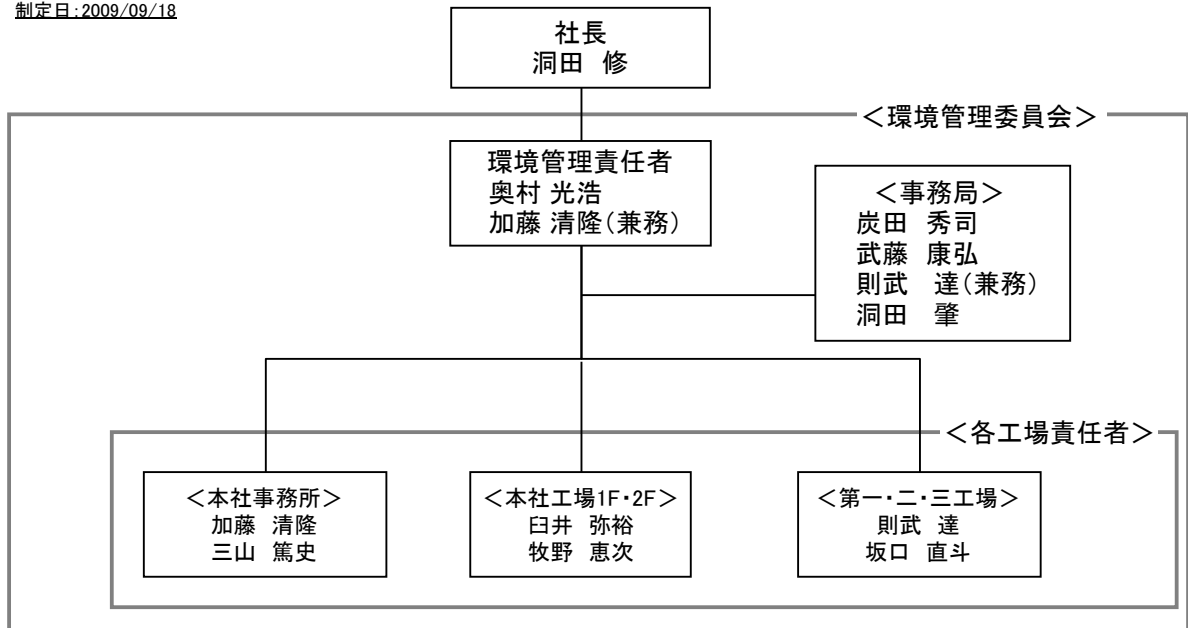 制定日:2009/09/18
社長
洞田 修
＜環境管理委員会＞
環境管理責任者
奥村 光浩
加藤 清隆(兼務)
＜事務局＞
炭田 秀司
武藤 康弘
則武 達(兼務)
洞田 肇
＜各工場責任者＞
＜本社事務所＞
加藤 清隆
三山 篤史
＜本社工場1F・2F＞
臼井 弥裕
牧野 恵次
＜第一・二・三工場＞
則武 達
坂口 直斗